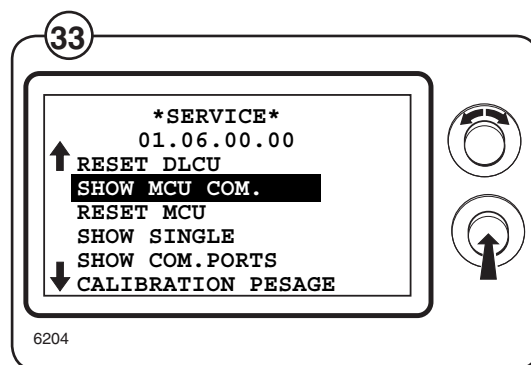 33
*SERVICE*
01.06.00.00
RESET DLCU
SHOW MCU COM.
RESET MCU
SHOW SINGLE
SHOW COM.PORTS
CALIBRATION PESAGE
6204